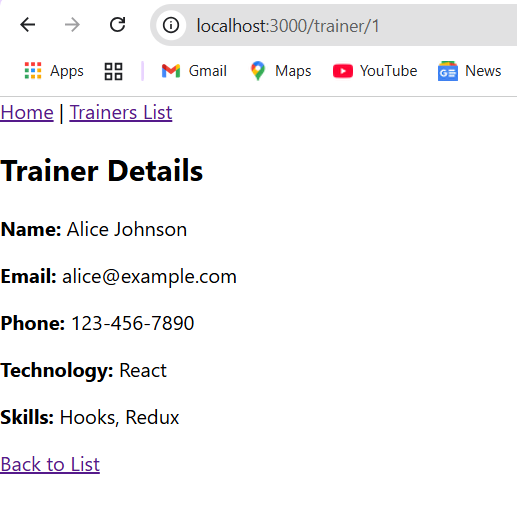 localhost:3000/trainer/1
Apps Gmail Maps YouTube News
Home | Trainers List
Trainer Details
Name: Alice Johnson
Email: alice@example.com
Phone: 123-456-7890
Technology: React
Skills: Hooks, Redux
Back to List